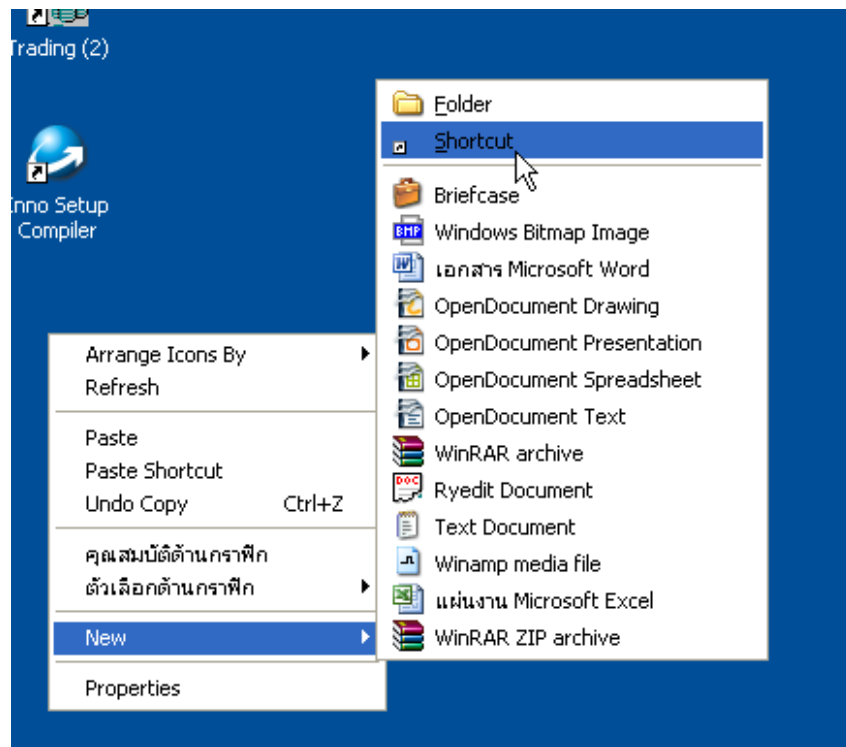 Trading (2)
Inno Setup
Compiler
Arrange Icons By
Refresh
Paste
Paste Shortcut
Undo Copy Ctrl+Z
คุณสมบัติด้านกราฟิก
ตัวเลือกด้านกราฟิก
New
Properties
Folder
Shortcut
Briefcase
BMP Windows Bitmap Image
เอกสาร Microsoft Word
OpenDocument Drawing
OpenDocument Presentation
OpenDocument Spreadsheet
OpenDocument Text
WinRAR archive
DOC Ryedit Document
Text Document
Winamp media file
แผ่นงาน Microsoft Excel
WinRAR ZIP archive